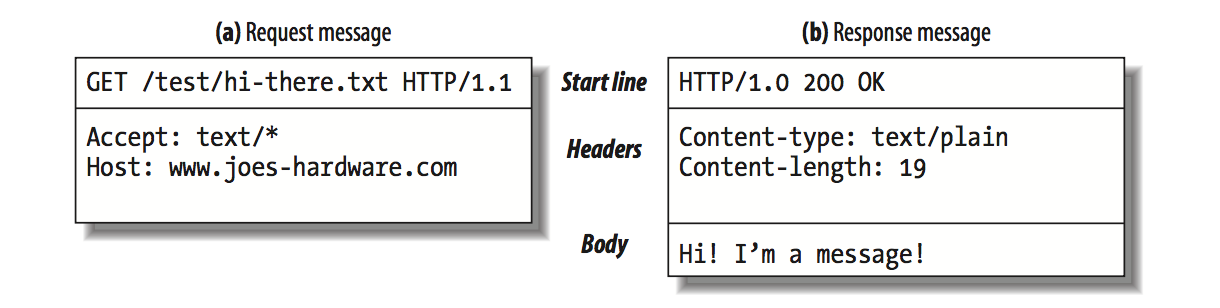 (a) Request message
GET /test/hi-there.txt HTTP/1.1
Accept: text/*
Host: www.joes-hardware.com
Start line
Headers
Body
(b) Response message
HTTP/1.0 200 OK
Content-type: text/plain
Content-length: 19
Hi! I’m a message!